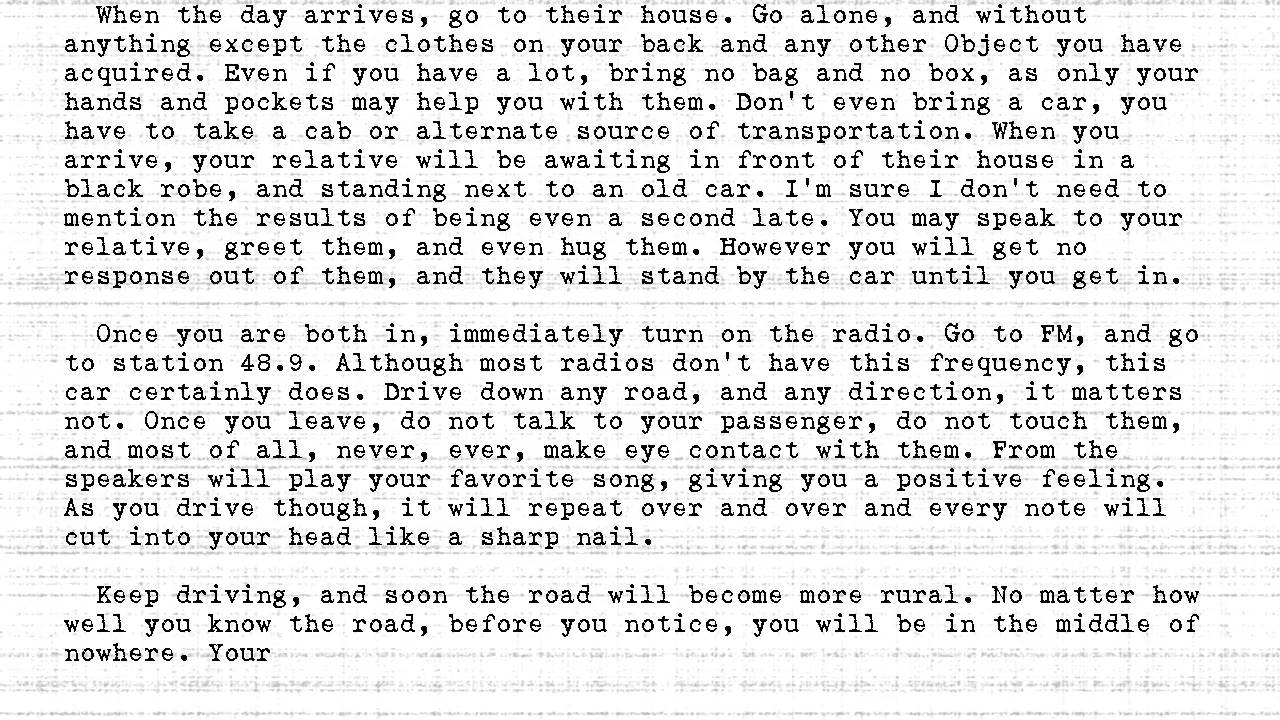 When the day arrives, go to their house. Go alone, and without
anything except the clothes on your back and any other Object you have
acquired. Even if you have a lot, bring no bag and no box, as only your
hands and pockets may help you with them. Don't even bring a car, you
have to take a cab or alternate source of transportation. When you
arrive, your relative will be awaiting in front of their house in a
black robe, and standing next to an old car. I'm sure I don't need to
mention the results of being even a second late. You may speak to your
relative, greet them, and even hug them. However you will get no
response out of them, and they will stand by the car until you get in.
Once you are both in, immediately turn on the radio. Go to FM, and go
to station 48.9. Although most radios don't have this frequency, this
car certainly does. Drive down any road, and any direction, it matters
not. Once you leave, do not talk to your passenger, do not touch them,
and most of all, never, ever, make eye contact with them. From the
speakers will play your favorite song, giving you a positive feeling.
As you drive though, it will repeat over and over and every note will
cut into your head like a sharp nail.
Keep driving, and soon the road will become more rural. No matter how
well you know the road, before you notice, you will be in the middle of
nowhere. Your